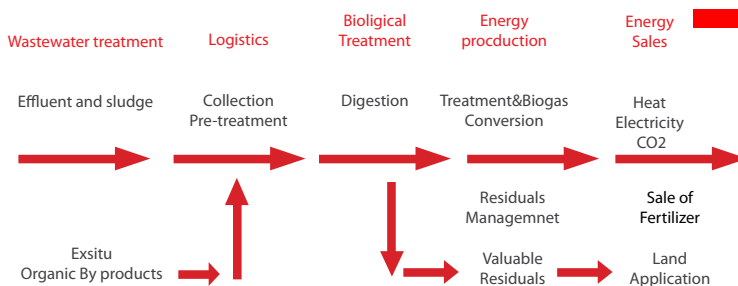 Wastewater treatment
Logistics
Bioligical
Treatment
Energy
procduction
Energy
Sales
Effluent and sludge
Collection
Pre-treatment
Digestion
Treatment&Biogas
Conversion
Heat
Electricity
CO2
Residuals
Managemnet
Sale of
Fertilizer
Exsitu
Organic By products
Valuable
Residuals
Land
Application